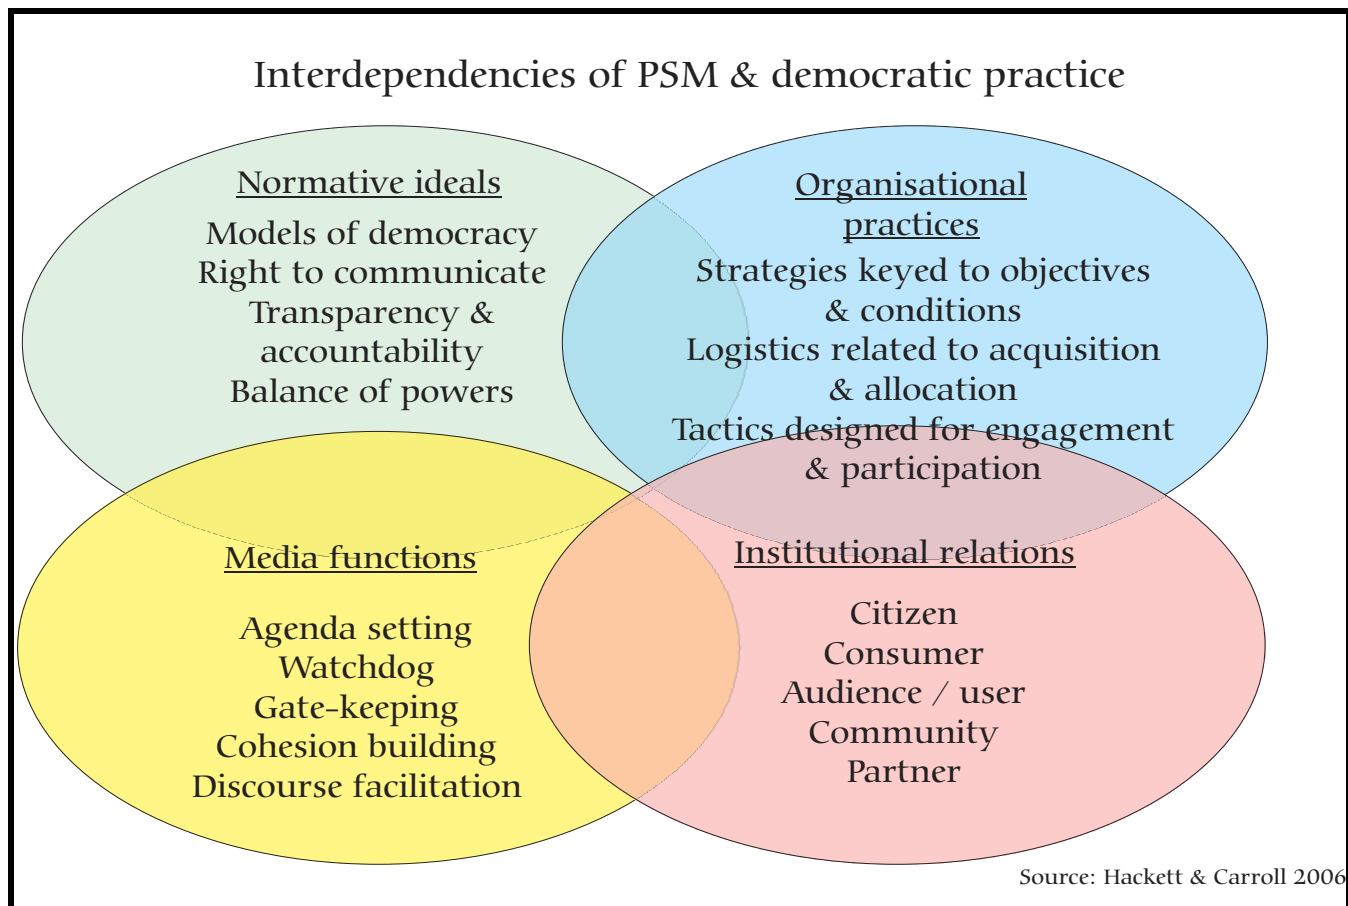 Interdependencies of PSM & democratic practice
Normative ideals
Models of democracy
Right to communicate
Transparency &
accountability
Balance of powers
Organisational
practices
Strategies keyed to objectives
& conditions
Logistics related to acquisition
& allocation
Tactics designed for engagement
& participation
Media functions
Agenda setting
Watchdog
Gate-keeping
Cohesion building
Discourse facilitation
Institutional relations
Citizen
Consumer
Audience / user
Community
Partner
Source: Hackett & Carroll 2006